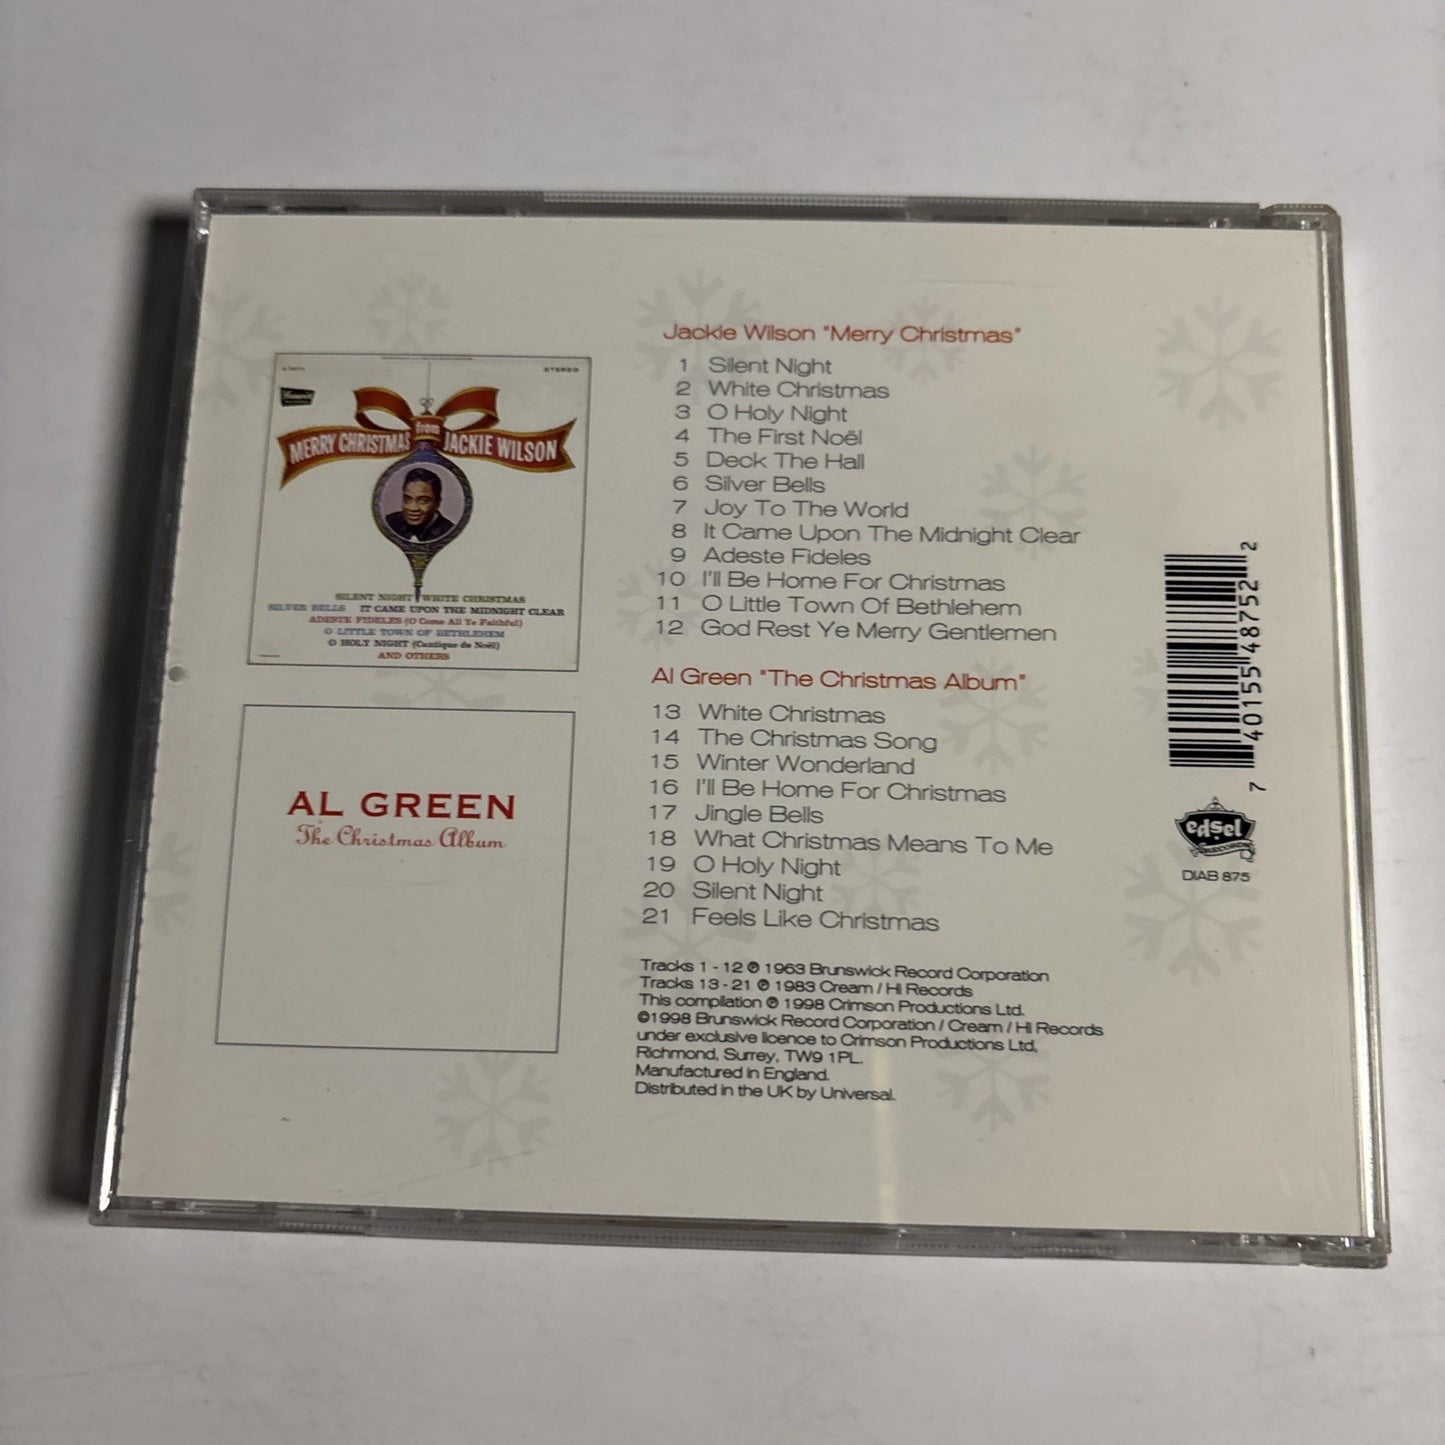 STEREO
MERRY CHRISTMAS from JACKIE WILSON
SILENT NIGHT WHITE CHRISTMAS
SILVER BELLS IT CAME UPON THE MIDNIGHT CLEAR
ADESTE FIDELES (O Come All Ye Faithful)
O LITTLE TOWN OF BETHLEHEM
O HOLY NIGHT (Cantique de Noël)
AND OTHERS
AL GREEN
The Christmas Album
Jackie Wilson "Merry Christmas"
1 Silent Night
2 White Christmas
3 O Holy Night
4 The First Noël
5 Deck The Hall
6 Silver Bells
7 Joy To The World
8 It Came Upon The Midnight Clear
9 Adeste Fideles
10 I'll Be Home For Christmas
11 O Little Town Of Bethlehem
12 God Rest Ye Merry Gentlemen
Al Green "The Christmas Album"
13 White Christmas
14 The Christmas Song
15 Winter Wonderland
16 I'll Be Home For Christmas
17 Jingle Bells
18 What Christmas Means To Me
19 O Holy Night
20 Silent Night
21 Feels Like Christmas
Tracks 1 - 12 ℗ 1963 Brunswick Record Corporation
Tracks 13 - 21 ℗ 1983 Cream / Hi Records
This compilation ℗ 1998 Crimson Productions Ltd.
©1998 Brunswick Record Corporation / Cream / Hi Records
under exclusive licence to Crimson Productions Ltd,
Richmond, Surrey, TW9 1PL.
Manufactured in England.
Distributed in the UK by Universal.
7 40155 48752 2
edsel
RECORDS
DIAB 875